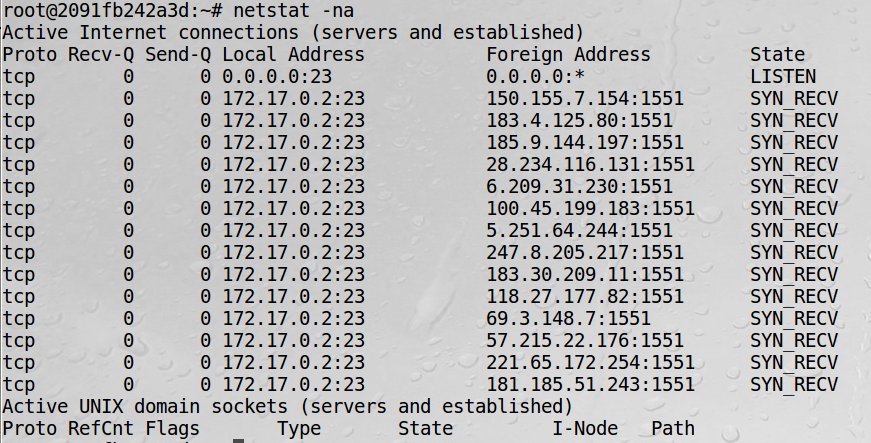 root@2091fb242a3d:~# netstat -na
Active Internet connections (servers and established)
Proto Recv-Q Send-Q Local Address           Foreign Address         State
tcp        0      0 0.0.0.0:23              0.0.0.0:*               LISTEN
tcp        0      0 172.17.0.2:23           150.155.7.154:1551      SYN_RECV
tcp        0      0 172.17.0.2:23           183.4.125.80:1551       SYN_RECV
tcp        0      0 172.17.0.2:23           185.9.144.197:1551      SYN_RECV
tcp        0      0 172.17.0.2:23           28.234.116.131:1551     SYN_RECV
tcp        0      0 172.17.0.2:23           6.209.31.230:1551       SYN_RECV
tcp        0      0 172.17.0.2:23           100.45.199.183:1551     SYN_RECV
tcp        0      0 172.17.0.2:23           5.251.64.244:1551       SYN_RECV
tcp        0      0 172.17.0.2:23           247.8.205.217:1551      SYN_RECV
tcp        0      0 172.17.0.2:23           183.30.209.11:1551      SYN_RECV
tcp        0      0 172.17.0.2:23           118.27.177.82:1551      SYN_RECV
tcp        0      0 172.17.0.2:23           69.3.148.7:1551         SYN_RECV
tcp        0      0 172.17.0.2:23           57.215.22.176:1551      SYN_RECV
tcp        0      0 172.17.0.2:23           221.65.172.254:1551     SYN_RECV
tcp        0      0 172.17.0.2:23           181.185.51.243:1551     SYN_RECV
Active UNIX domain sockets (servers and established)
Proto RefCnt Flags       Type       State         I-Node   Path